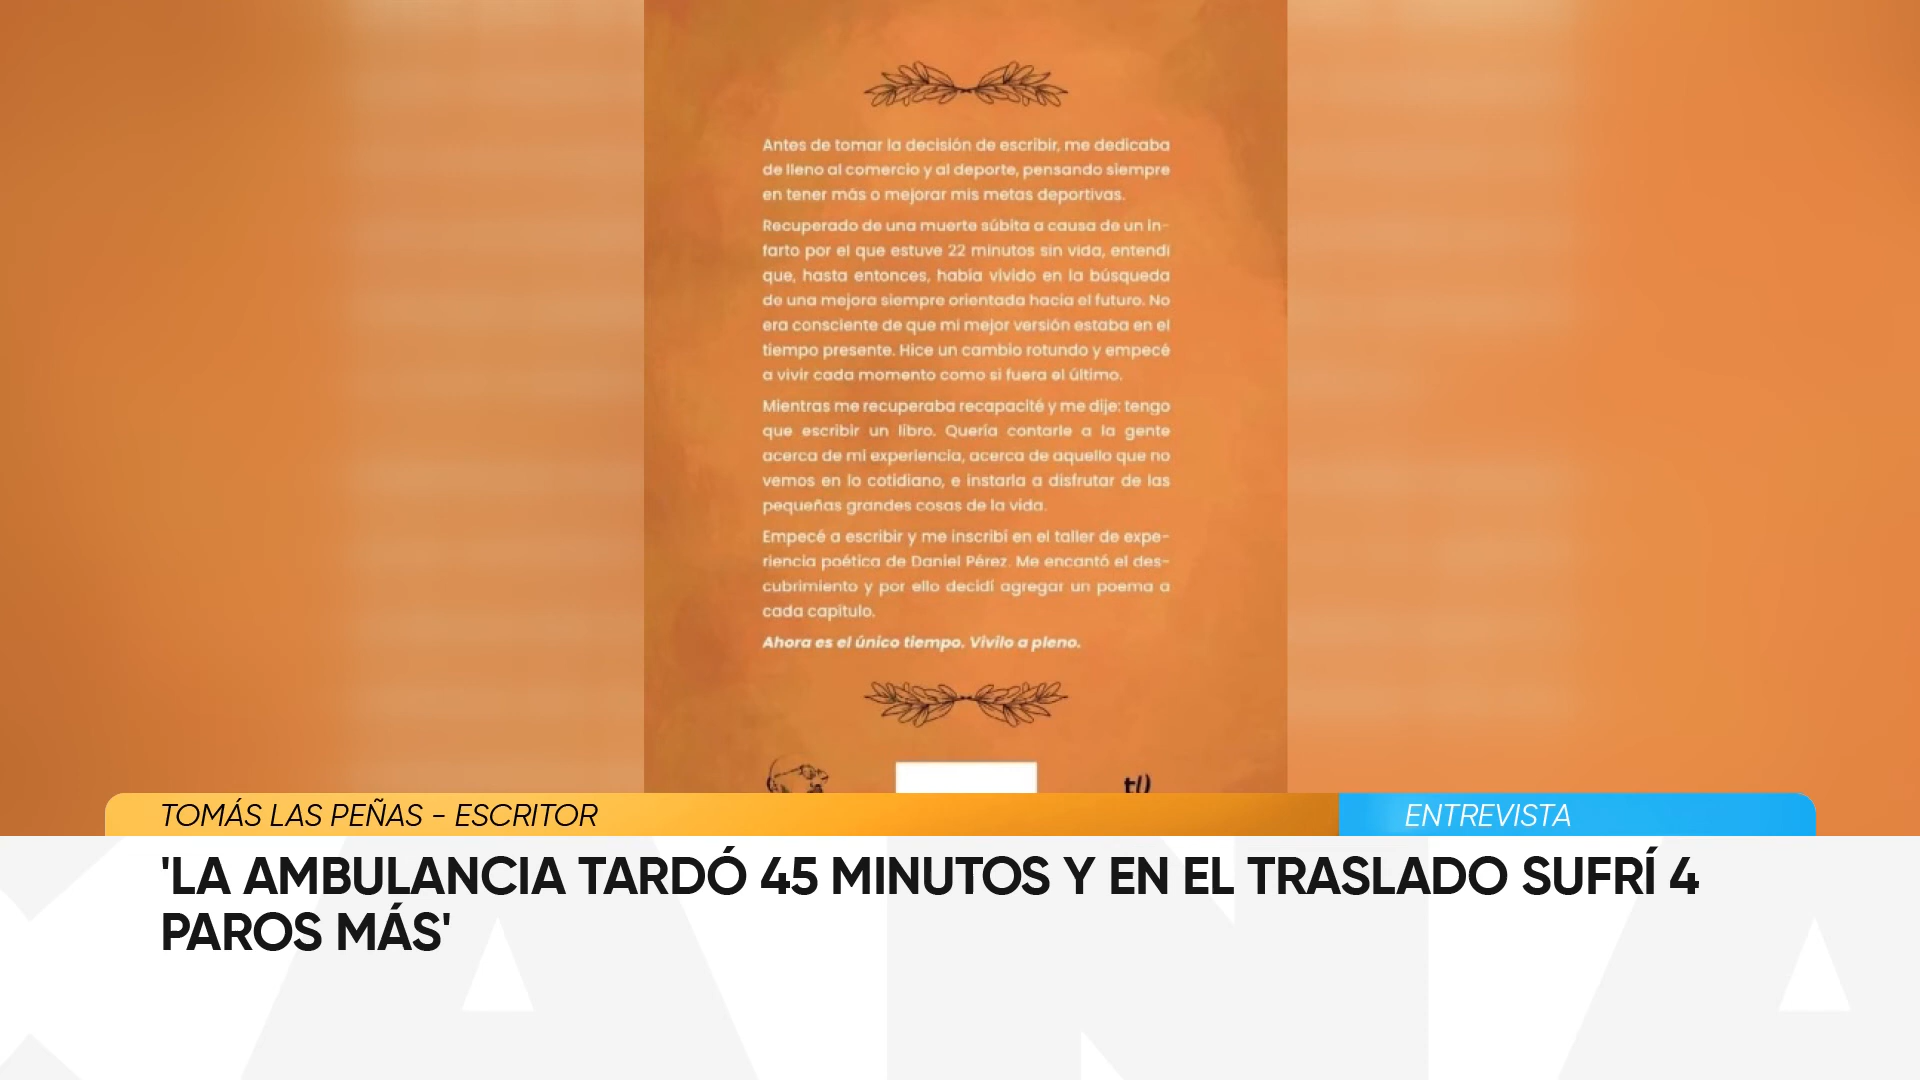 Antes de tomar la decisión de escribir, me dedicaba
de lleno al comercio y al deporte, pensando siempre
en tener más o mejorar mis metas deportivas.
Recuperado de una muerte súbita a causa de un in-
farto por el que estuve 22 minutos sin vida, entendí
que, hasta entonces, había vivido en la búsqueda
de una mejora siempre orientada hacia el futuro. No
era consciente de que mi mejor versión estaba en el
tiempo presente. Hice un cambio rotundo y empecé
a vivir cada momento como si fuera el último.
Mientras me recuperaba recapacité y me dije: tengo
que escribir un libro. Quería contarle a la gente
acerca de mi experiencia, acerca de aquello que no
vemos en lo cotidiano, e instarla a disfrutar de las
pequeñas grandes cosas de la vida.
Empecé a escribir y me inscribí en el taller de expe-
riencia poética de Daniel Pérez. Me encantó el des-
cubrimiento y por ello decidí agregar un poema a
cada capítulo.
Ahora es el único tiempo. Vivilo a pleno.
TOMÁS LAS PEÑAS - ESCRITOR
ENTREVISTA
'LA AMBULANCIA TARDÓ 45 MINUTOS Y EN EL TRASLADO SUFRÍ 4
PAROS MÁS'